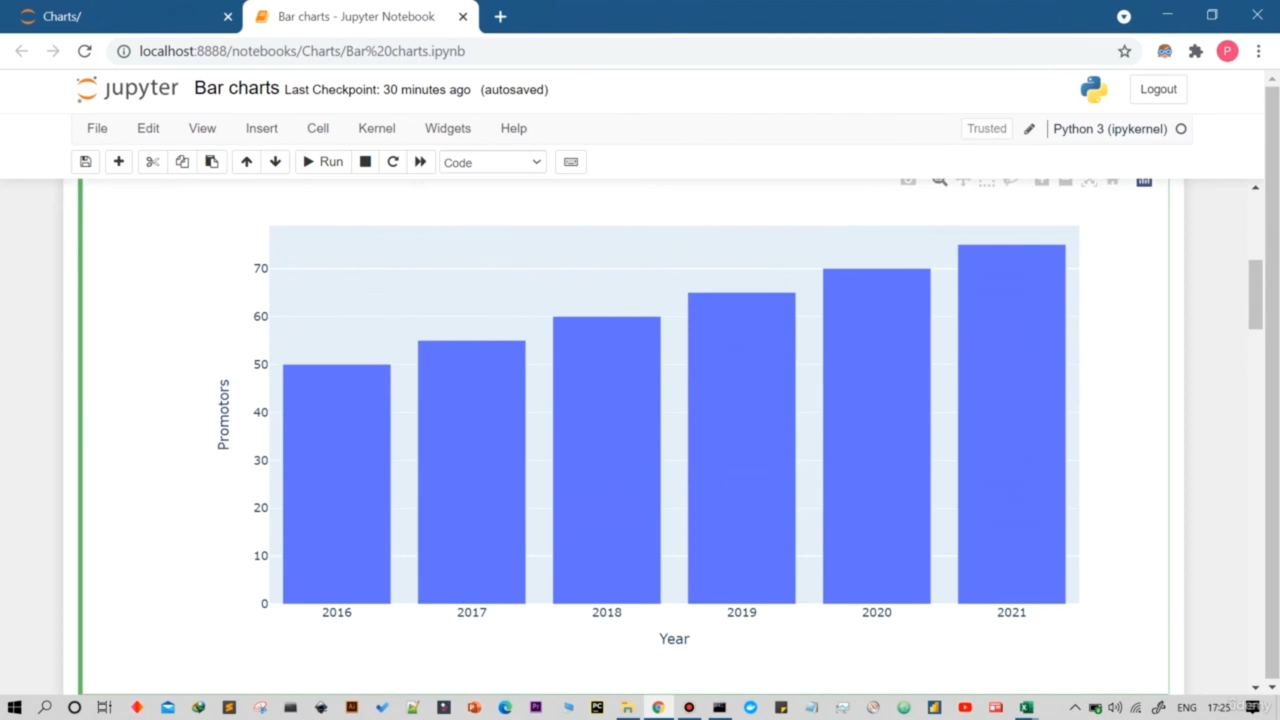 Charts/
Bar charts - Jupyter Notebook
localhost:8888/notebooks/Charts/Bar%20charts.ipynb
P
jupyter Bar charts Last Checkpoint: 30 minutes ago (autosaved)
Logout
File Edit View Insert Cell Kernel Widgets Help
Trusted
Python 3 (ipykernel)
Run
Code
70
60
50
40
30
20
10
0
Promotors
2016 2017 2018 2019 2020 2021
Year
ENG 17:25
udemy